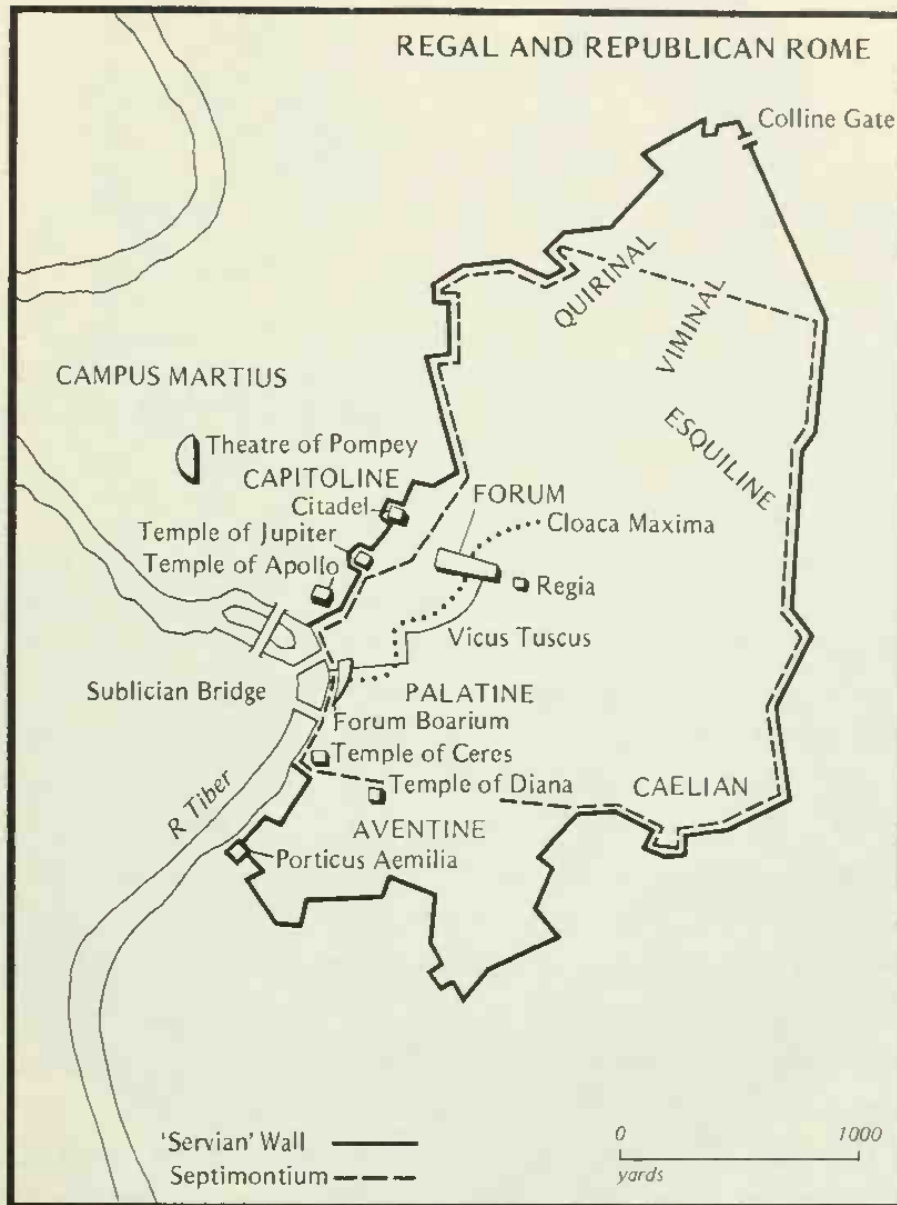 REGAL AND REPUBLICAN ROME
Colline Gate
QUIRINAL
VIMINAL
ESQUILINE
CAMPUS MARTIUS
Theatre of Pompey
CAPITOLINE
Citadel
FORUM
Cloaca Maxima
Temple of Jupiter
Temple of Apollo
Regia
Vicus Tuscus
Sublician Bridge
PALATINE
Forum Boarium
Temple of Ceres
Temple of Diana
CAELIAN
R Tiber
AVENTINE
Porticus Aemilia
'Servian' Wall
Septimontium
0 1000
yards